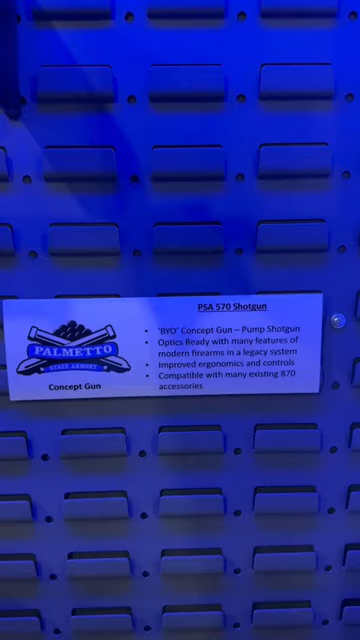 PALMETTO
STATE ARMORY
Concept Gun
PSA 570 Shotgun
• 'BYO' Concept Gun – Pump Shotgun
• Optics Ready with many features of
modern firearms in a legacy system
• Improved ergonomics and controls
• Compatible with many existing 870
accessories